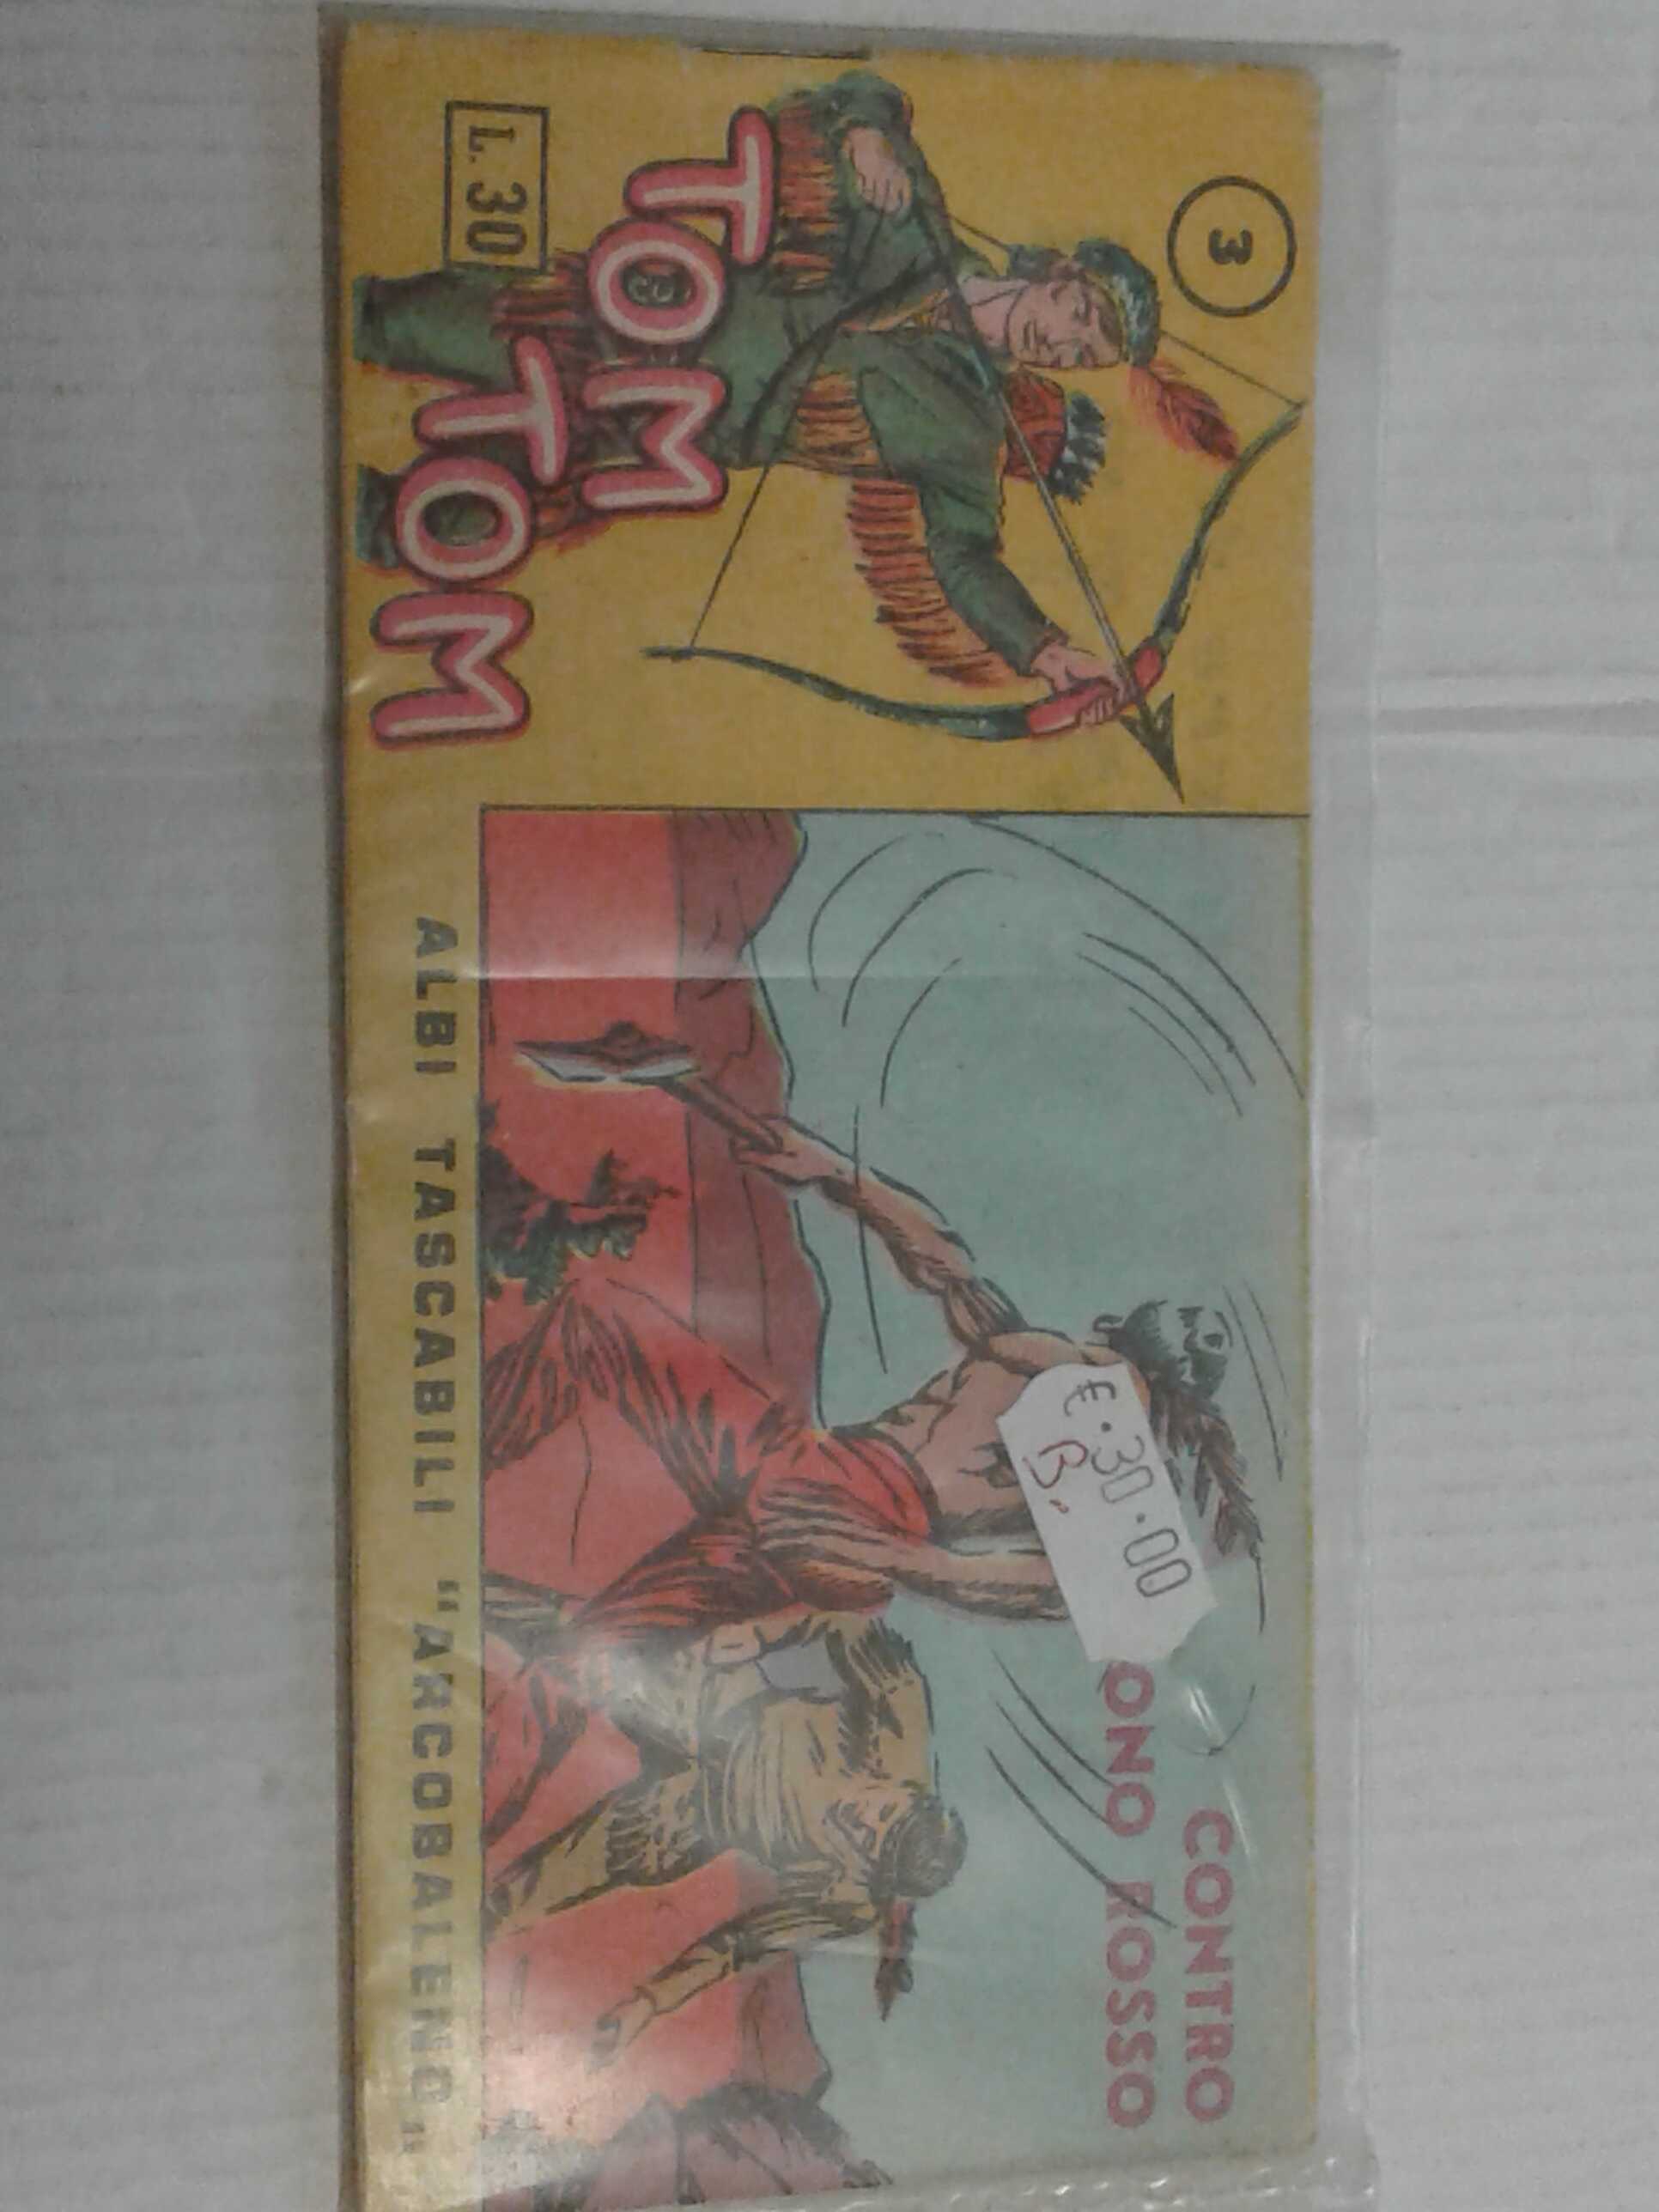 3
L. 30
TOM
TOM
CONTRO
ONO ROSSO
€.30.00
B.
ALBI TASCABILI "ARCOBALENO„